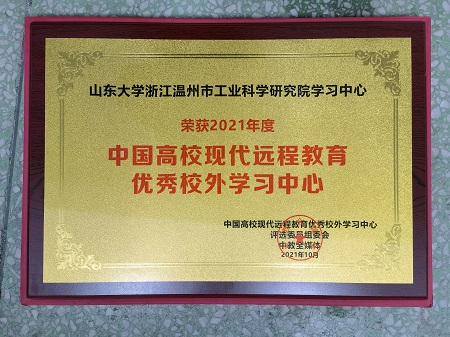 山东大学浙江温州市工业科学研究院学习中心
荣获2021年度
中国高校现代远程教育
优秀校外学习中心
中国高校现代远程教育优秀校外学习中心
评选委员组委会
中教全媒体
2021年10月